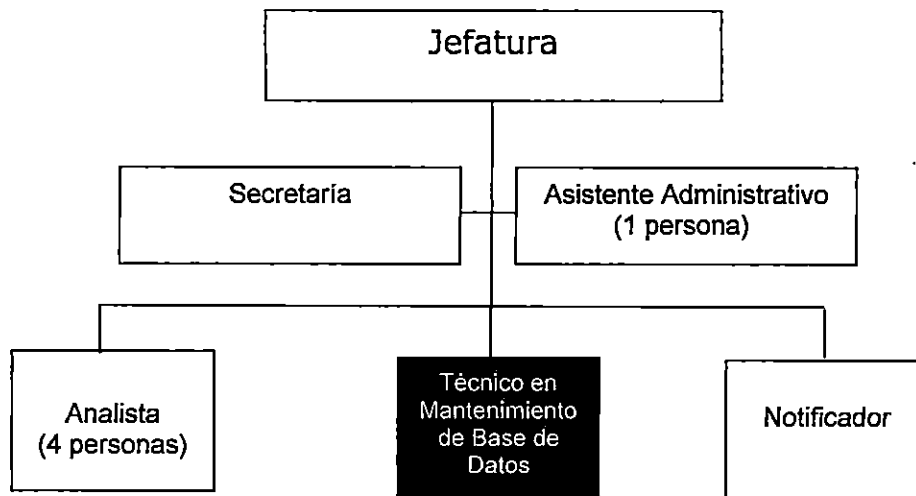 Jefatura
Secretaría
Asistente Administrativo
(1 persona)
Analista
(4 personas)
Técnico en
Mantenimiento
de Base de
Datos
Notificador